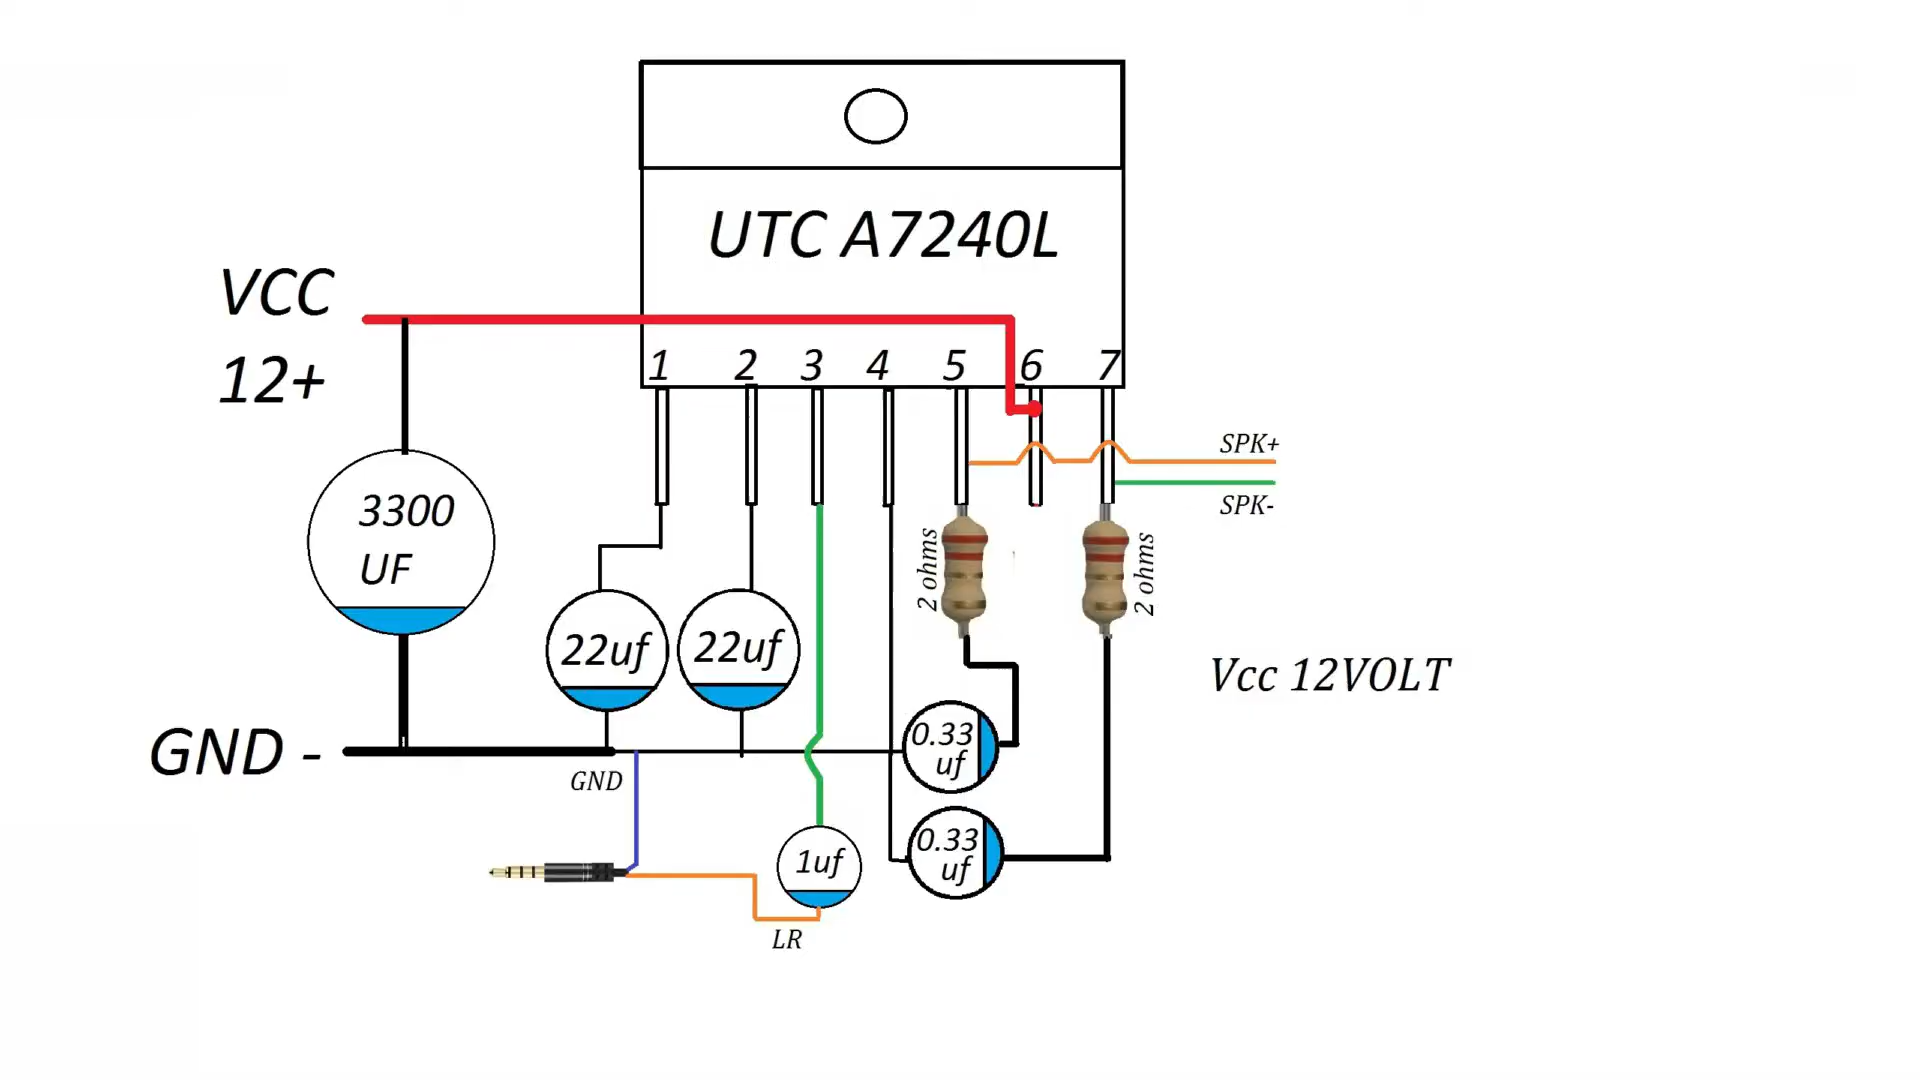 UTC A7240L
VCC
12+
1 2 3 4 5 6 7
SPK+
SPK-
3300
UF
2 ohms
2 ohms
22uf
22uf
Vcc 12VOLT
0.33
uf
GND -
GND
0.33
uf
1uf
LR